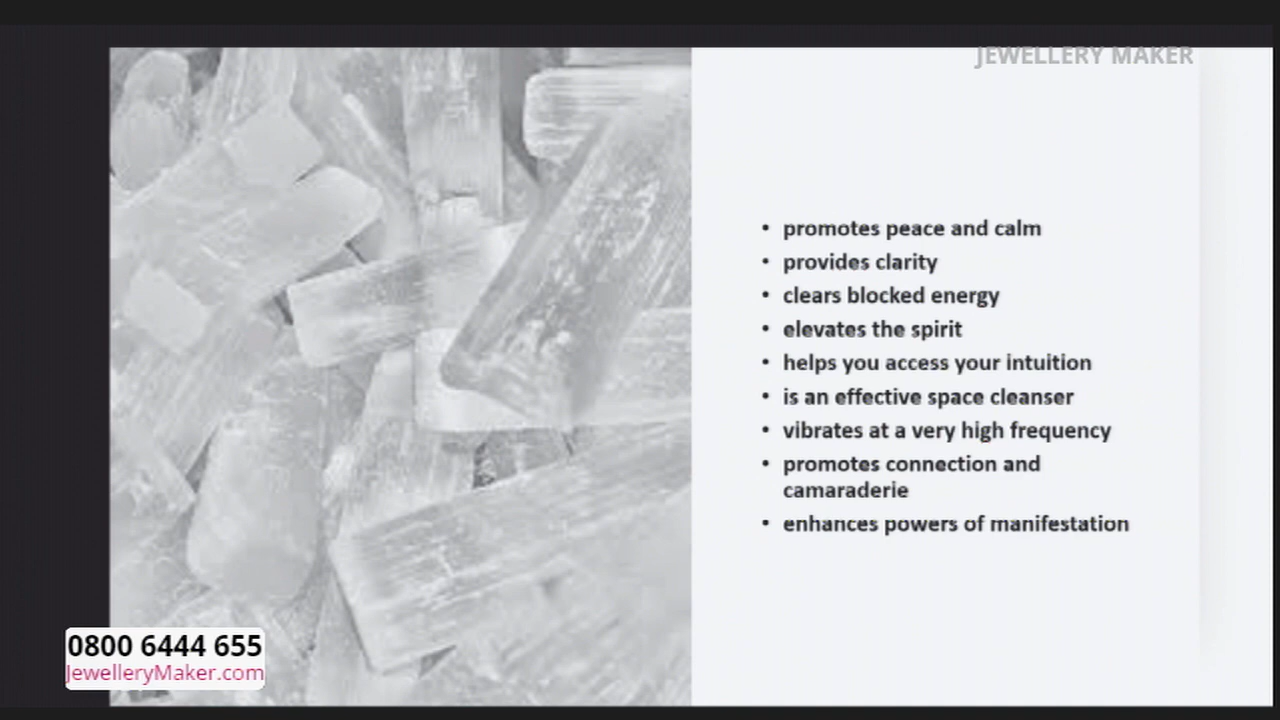 JEWELLERY MAKER
• promotes peace and calm
• provides clarity
• clears blocked energy
• elevates the spirit
• helps you access your intuition
• is an effective space cleanser
• vibrates at a very high frequency
• promotes connection and
camaraderie
• enhances powers of manifestation
0800 6444 655
JewelleryMaker.com